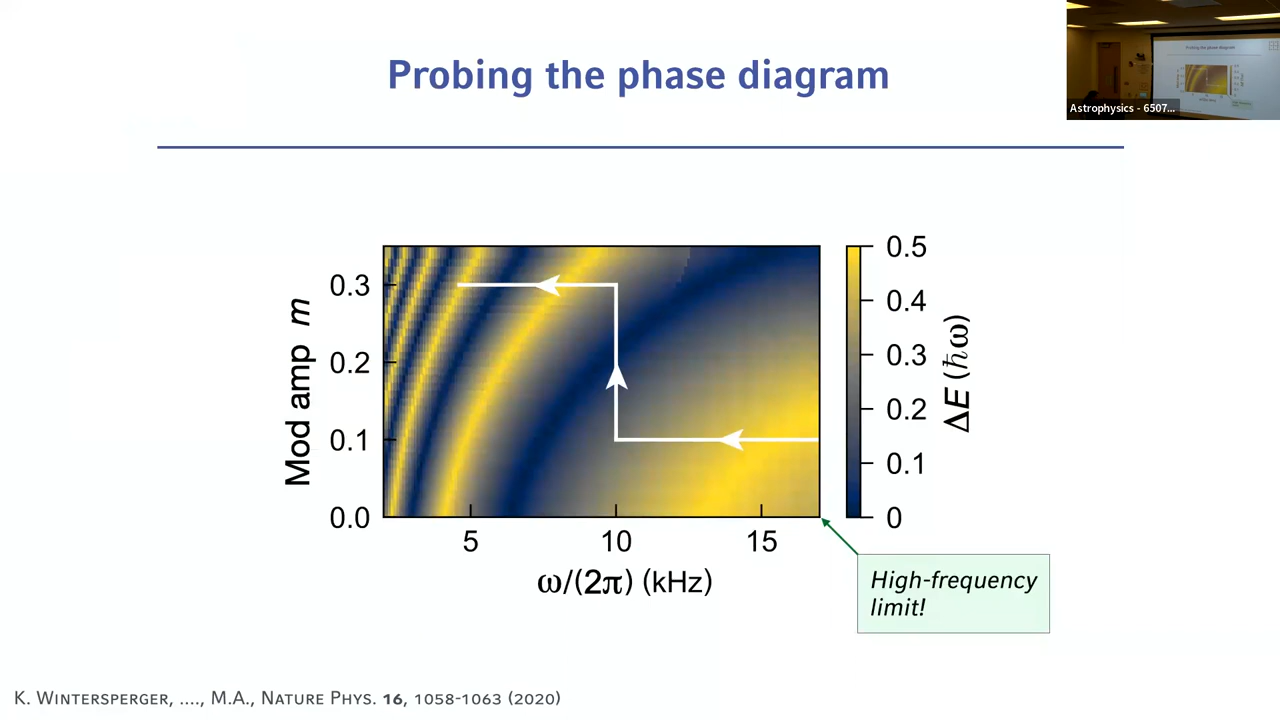 Probing the phase diagram
Astrophysics - 6507...
Mod amp m
0.3
0.2
0.1
0.0
5
10
15
ω/(2π) (kHz)
0.5
0.4
0.3
0.2
0.1
0
ΔE (ħω)
High-frequency
limit!
K. Wintersperger, ...., M.A., Nature Phys. 16, 1058-1063 (2020)